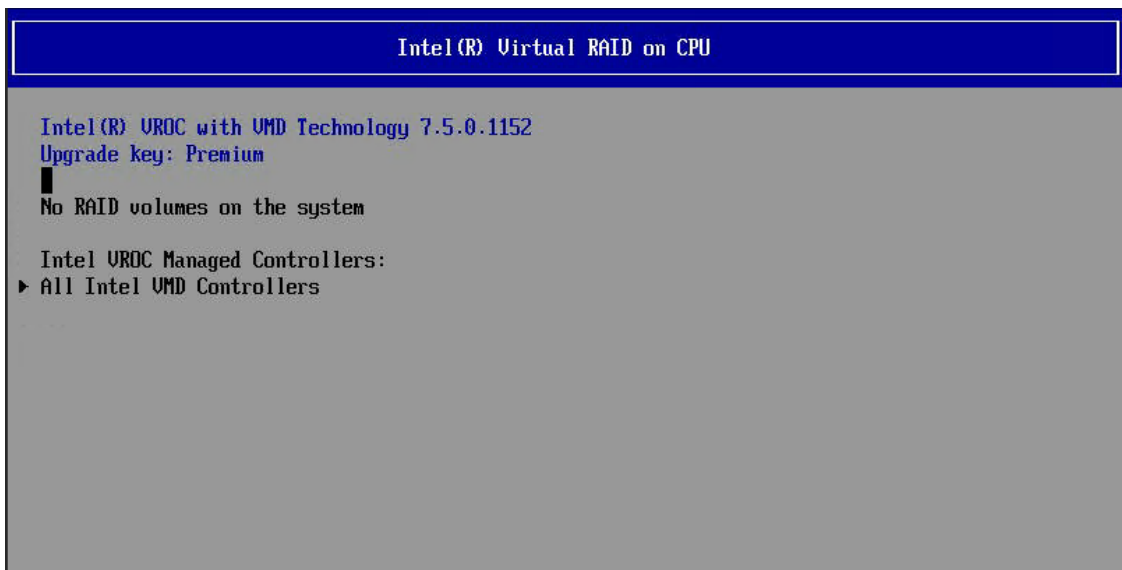 Intel(R) Virtual RAID on CPU
Intel(R) VROC with VMD Technology 7.5.0.1152
Upgrade key: Premium
No RAID volumes on the system
Intel VROC Managed Controllers:
All Intel VMD Controllers